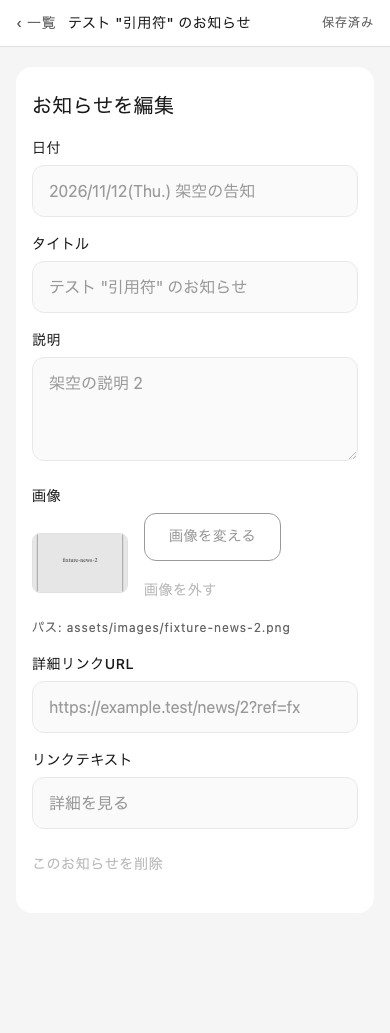 ‹ 一覧 テスト "引用符" のお知らせ 保存済み
お知らせを編集
日付
2026/11/12(Thu.) 架空の告知
タイトル
テスト "引用符" のお知らせ
説明
架空の説明 2
画像
fixture-news-2
画像を変える
画像を外す
パス: assets/images/fixture-news-2.png
詳細リンクURL
https://example.test/news/2?ref=fx
リンクテキスト
詳細を見る
このお知らせを削除